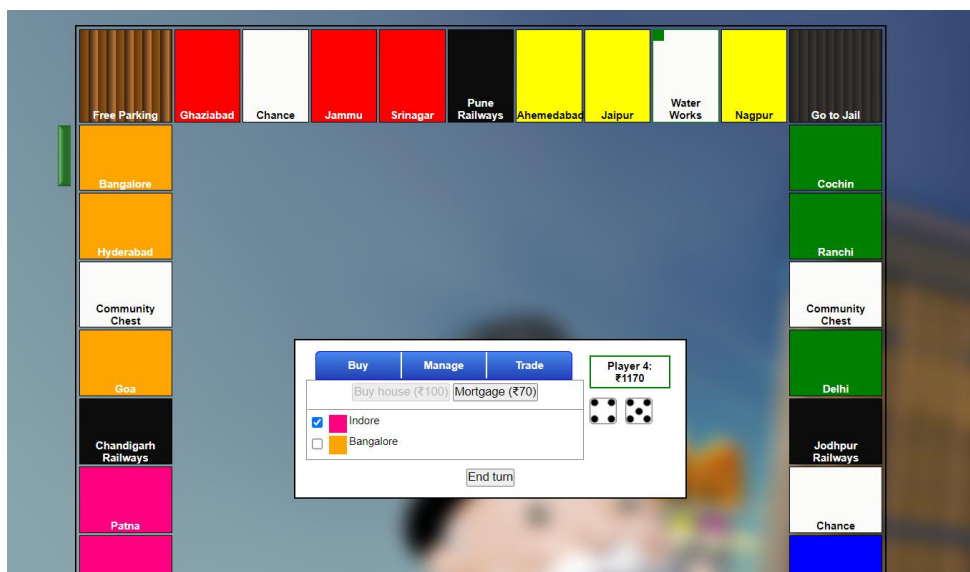 Free Parking
Ghaziabad
Chance
Jammu
Srinagar
Pune
Railways
Ahemedabad
Jaipur
Water
Works
Nagpur
Go to Jail
Bangalore
Cochin
Hyderabad
Ranchi
Community
Chest
Community
Chest
Goa
Delhi
Chandigarh
Railways
Jodhpur
Railways
Patna
Chance
Buy
Manage
Trade
Player 4:
₹1170
Buy house (₹100)
Mortgage (₹70)
Indore
Bangalore
End turn